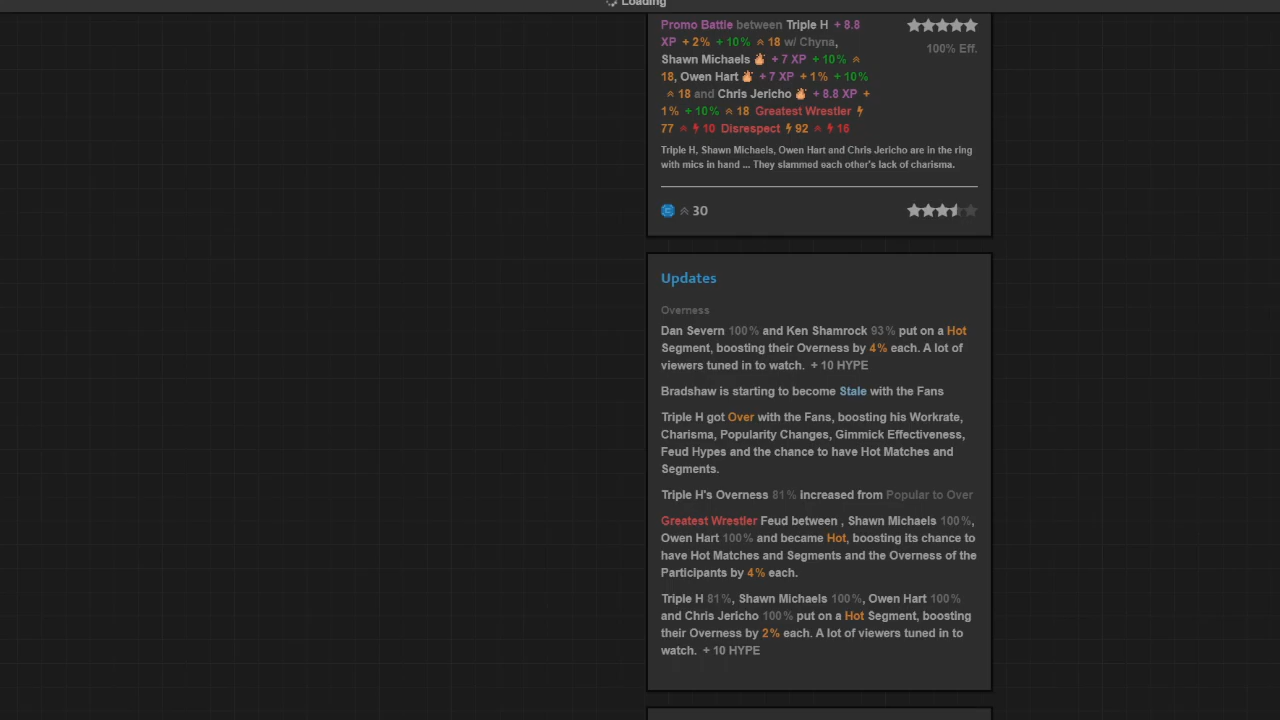 Loading
Promo Battle between Triple H + 8.8
XP + 2% + 10% 18 w/ Chyna,
Shawn Michaels + 7 XP + 10%
18, Owen Hart + 7 XP + 1% + 10%
18 and Chris Jericho + 8.8 XP +
1% + 10% 18 Greatest Wrestler
77 10 Disrespect 92 16
100% Eff.
Triple H, Shawn Michaels, Owen Hart and Chris Jericho are in the ring
with mics in hand ... They slammed each other's lack of charisma.
30
Updates
Overness
Dan Severn 100% and Ken Shamrock 93% put on a Hot
Segment, boosting their Overness by 4% each. A lot of
viewers tuned in to watch. + 10 HYPE
Bradshaw is starting to become Stale with the Fans
Triple H got Over with the Fans, boosting his Workrate,
Charisma, Popularity Changes, Gimmick Effectiveness,
Feud Hypes and the chance to have Hot Matches and
Segments.
Triple H's Overness 81% increased from Popular to Over
Greatest Wrestler Feud between , Shawn Michaels 100%,
Owen Hart 100% and became Hot, boosting its chance to
have Hot Matches and Segments and the Overness of the
Participants by 4% each.
Triple H 81%, Shawn Michaels 100%, Owen Hart 100%
and Chris Jericho 100% put on a Hot Segment, boosting
their Overness by 2% each. A lot of viewers tuned in to
watch. + 10 HYPE